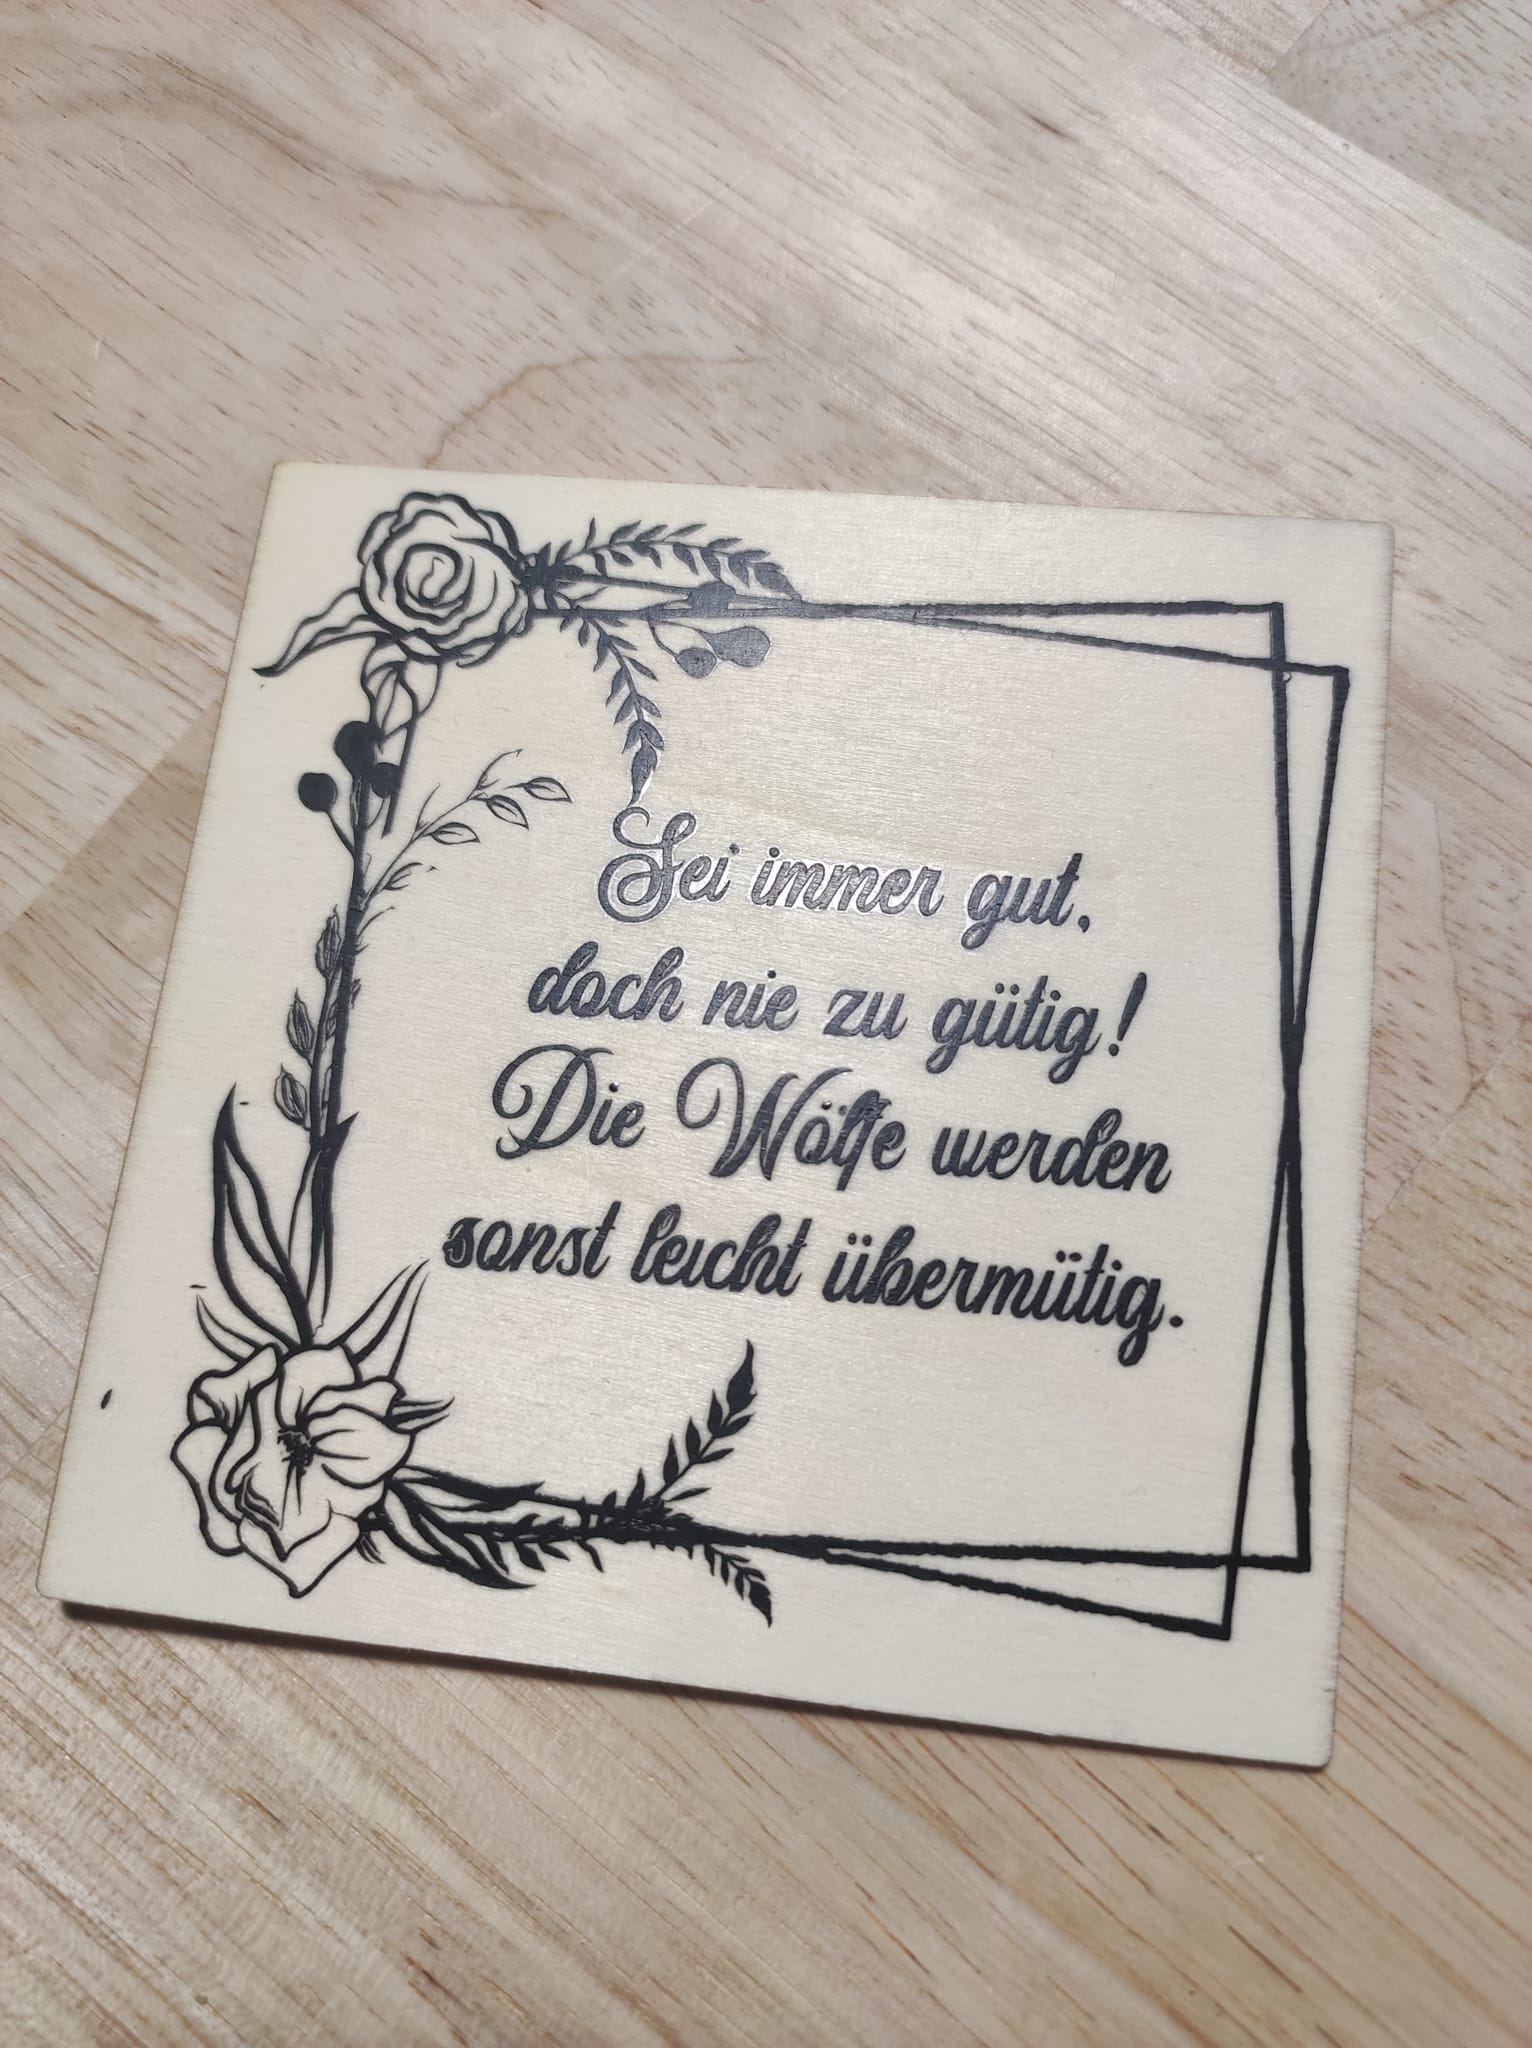 Sei immer gut,
doch nie zu gütig!
Die Wölfe werden
sonst leicht übermütig.